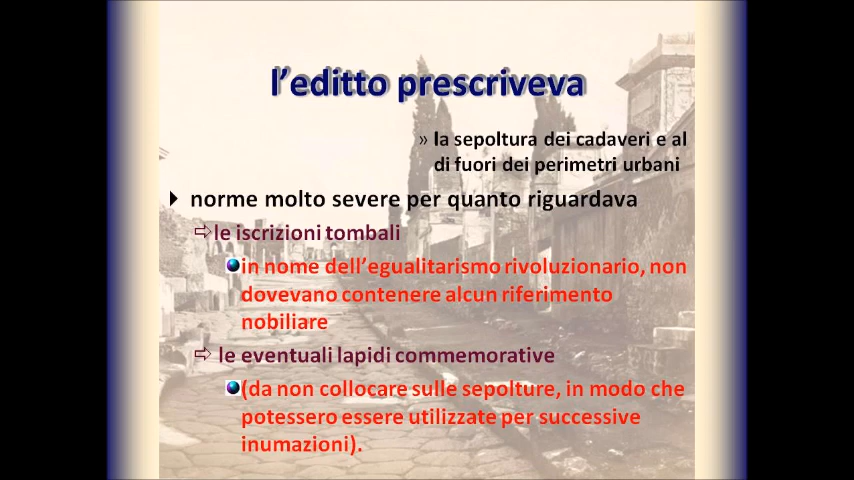 l’editto prescriveva
» la sepoltura dei cadaveri e al
di fuori dei perimetri urbani
norme molto severe per quanto riguardava
le iscrizioni tombali
in nome dell’egualitarismo rivoluzionario, non
dovevano contenere alcun riferimento
nobiliare
le eventuali lapidi commemorative
(da non collocare sulle sepolture, in modo che
potessero essere utilizzate per successive
inumazioni).